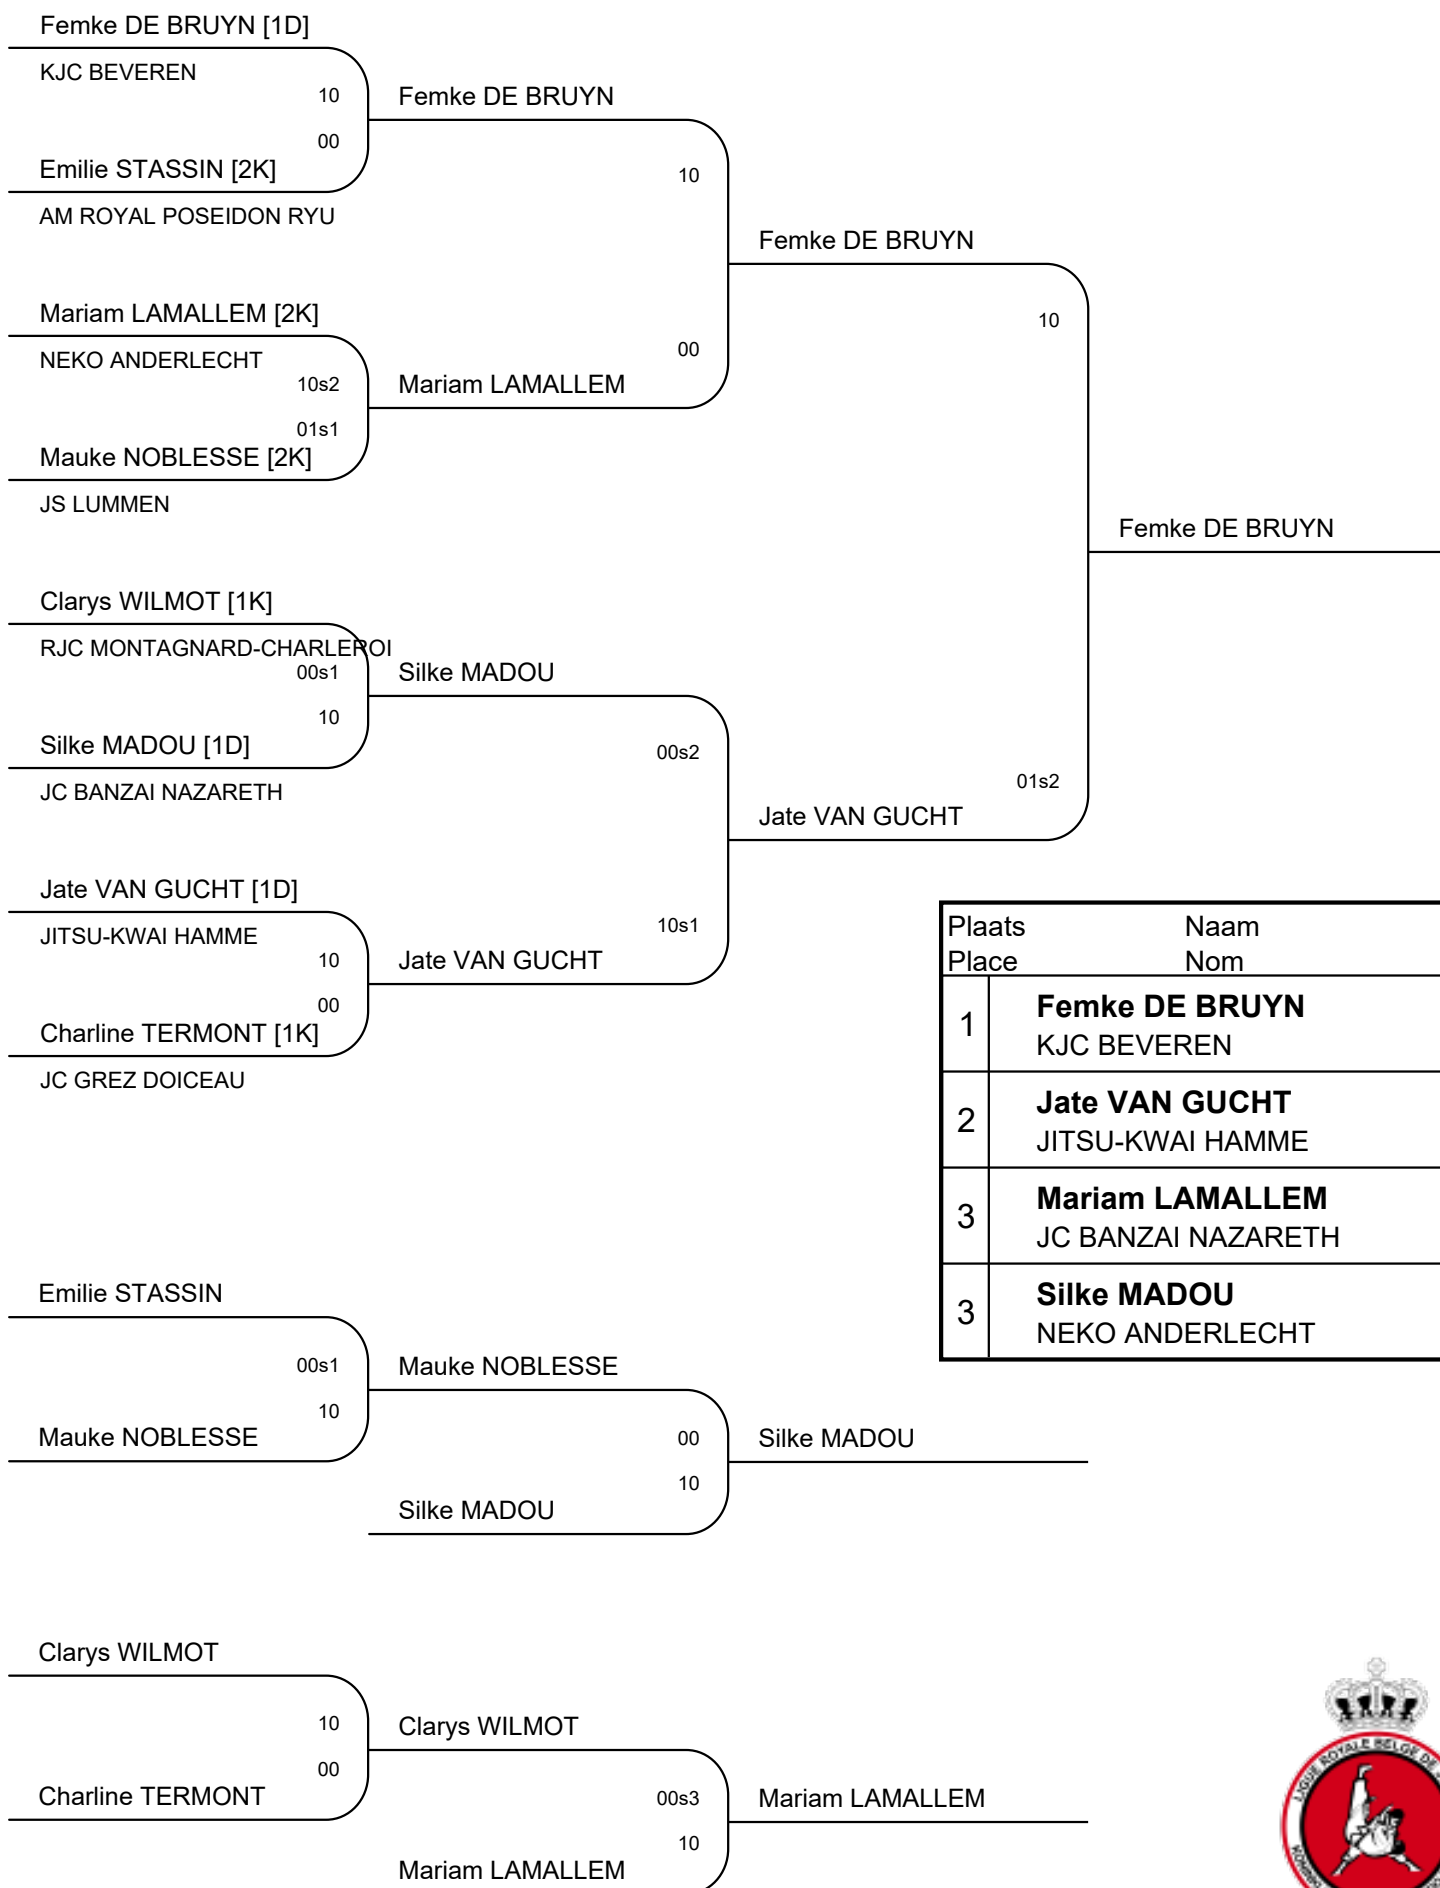 Femke DE BRUYN [1D]
KJC BEVEREN
10
00
Emilie STASSIN [2K]
AM ROYAL POSEIDON RYU
Mariam LAMALLEM [2K]
NEKO ANDERLECHT
10s2
01s1
Mauke NOBLESSE [2K]
JS LUMMEN
Clarys WILMOT [1K]
RJC MONTAGNARD-CHARLEROI
00s1
10
Silke MADOU [1D]
JC BANZAI NAZARETH
Jate VAN GUCHT [1D]
JITSU-KWAI HAMME
10
00
Charline TERMONT [1K]
JC GREZ DOICEAU
Femke DE BRUYN
10
00
Mariam LAMALLEM
Silke MADOU
00s2
10s1
Jate VAN GUCHT
Femke DE BRUYN
10
01s2
Jate VAN GUCHT
Femke DE BRUYN
Plaats Naam
Place Nom
1 Femke DE BRUYN
KJC BEVEREN
2 Jate VAN GUCHT
JITSU-KWAI HAMME
3 Mariam LAMALLEM
JC BANZAI NAZARETH
3 Silke MADOU
NEKO ANDERLECHT
Emilie STASSIN
00s1
10
Mauke NOBLESSE
Mauke NOBLESSE
00
10
Silke MADOU
Silke MADOU
Clarys WILMOT
10
00
Charline TERMONT
Clarys WILMOT
00s3
10
Mariam LAMALLEM
Mariam LAMALLEM
LIGUE ROYALE BELGE DE